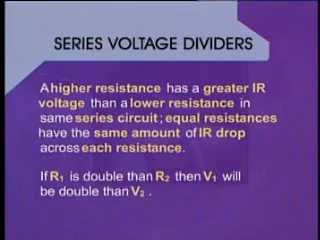 SERIES VOLTAGE DIVIDERS
A higher resistance has a greater IR
voltage than a lower resistance in
same series circuit; equal resistances
have the same amount of IR drop
across each resistance.
If R₁ is double than R₂ then V₁ will
be double than V₂ .